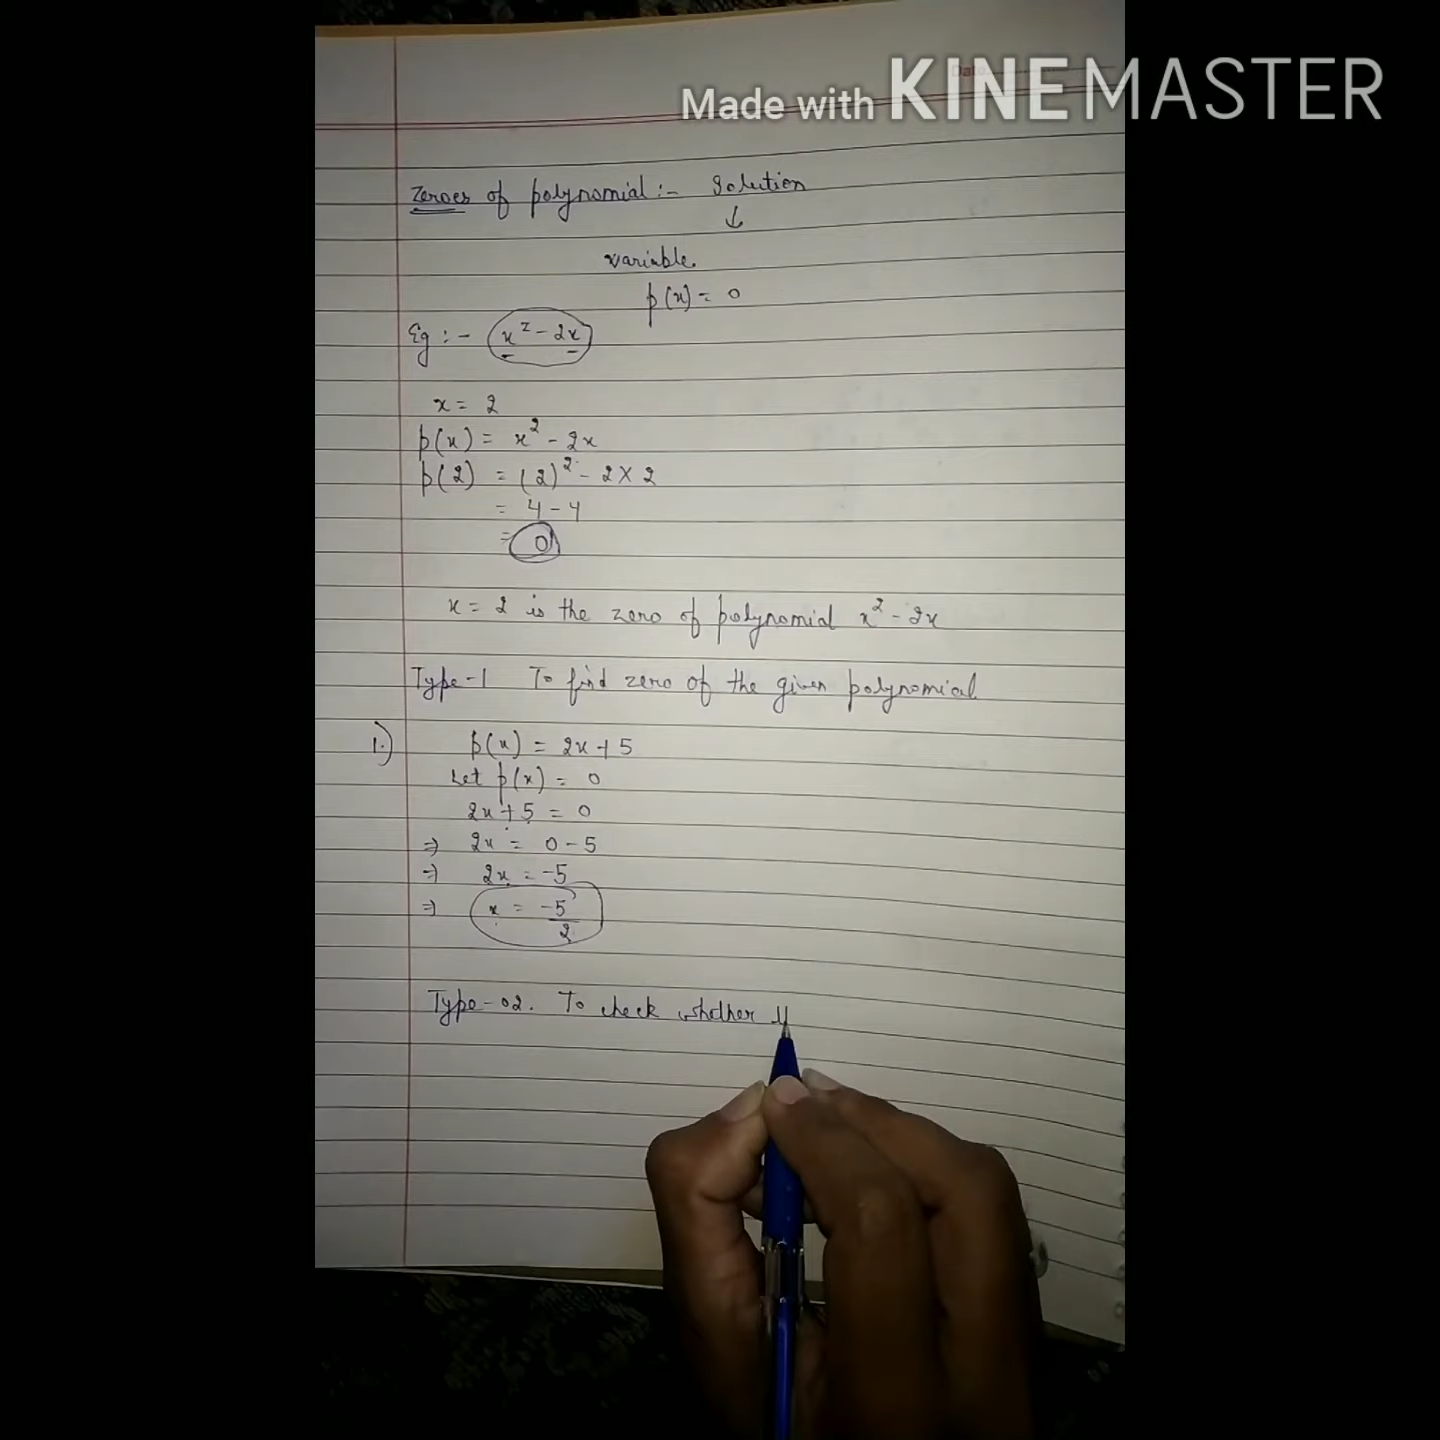 Made with KINEMASTER
Zeroes of polynomial :- Solution
↓
variable.
p(x) = 0
Eg :- x² - 2x
x = 2
p(x) = x² - 2x
p(2) = (2)² - 2 × 2
= 4 - 4
= 0
x = 2 is the zero of polynomial x² - 2x
Type-1 To find zero of the given polynomial
1.) p(x) = 2x + 5
Let p(x) = 0
2x + 5 = 0
⇒ 2x = 0 - 5
⇒ 2x = -5
⇒ x = -5/2
Type-02. To check whether